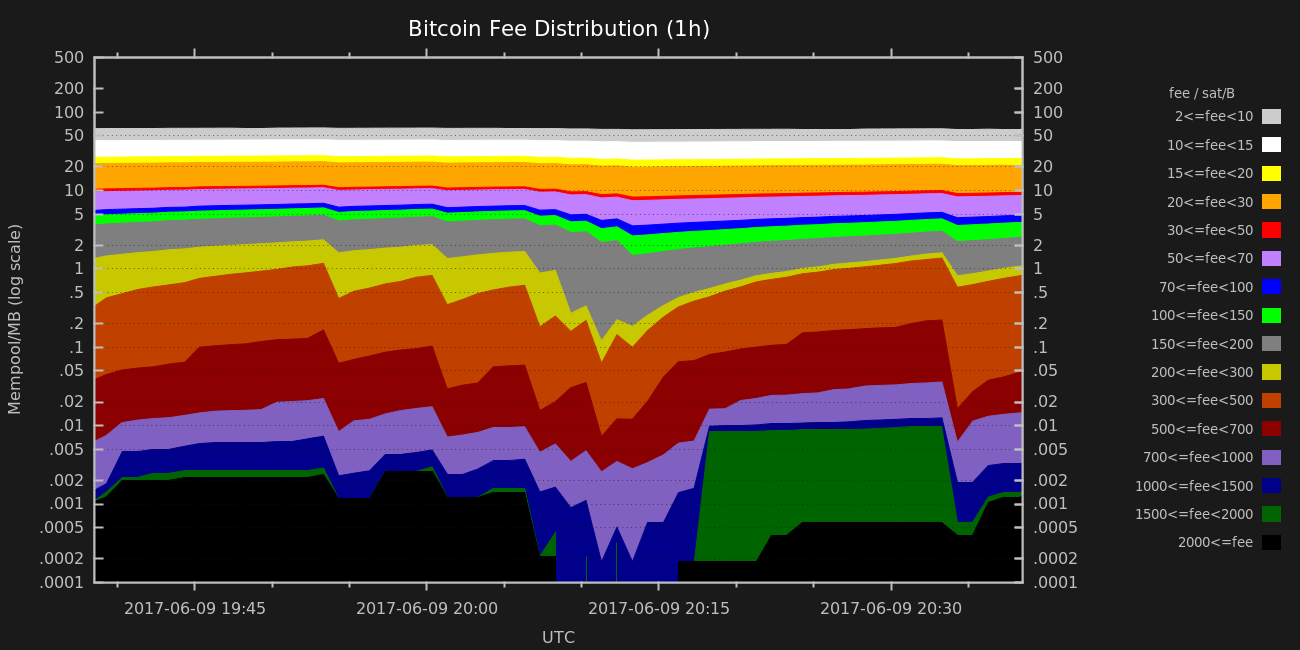 Bitcoin Fee Distribution (1h)
500 500
200 200
100 100
50 50
20 20
10 10
5 5
2 2
1 1
.5 .5
.2 .2
.1 .1
.05 .05
.02 .02
.01 .01
.005 .005
.002 .002
.001 .001
.0005 .0005
.0002 .0002
.0001 .0001
Mempool/MB (log scale)
2017-06-09 19:45 2017-06-09 20:00 2017-06-09 20:15 2017-06-09 20:30
UTC
fee / sat/B
2<=fee<10
10<=fee<15
15<=fee<20
20<=fee<30
30<=fee<50
50<=fee<70
70<=fee<100
100<=fee<150
150<=fee<200
200<=fee<300
300<=fee<500
500<=fee<700
700<=fee<1000
1000<=fee<1500
1500<=fee<2000
2000<=fee